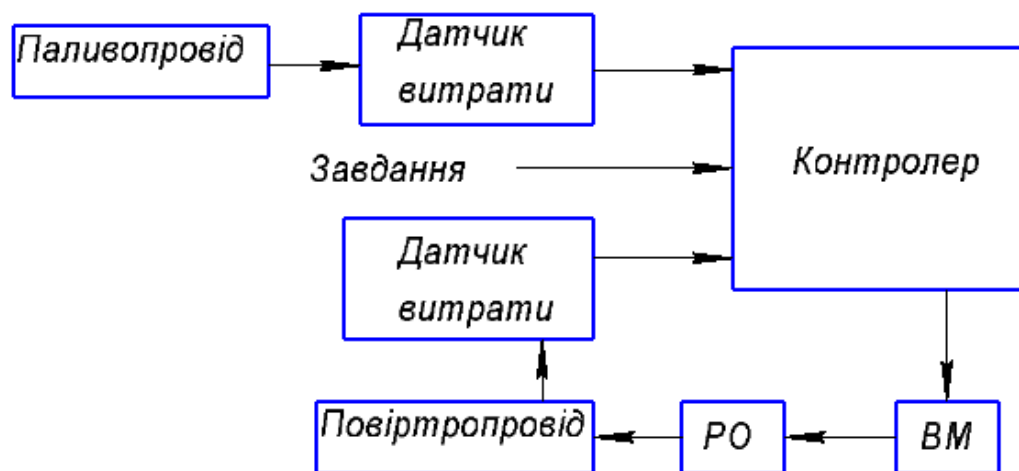 Паливопровід
Датчик
витрати
Завдання
Контролер
Датчик
витрати
Повіртропровід
РО
ВМ